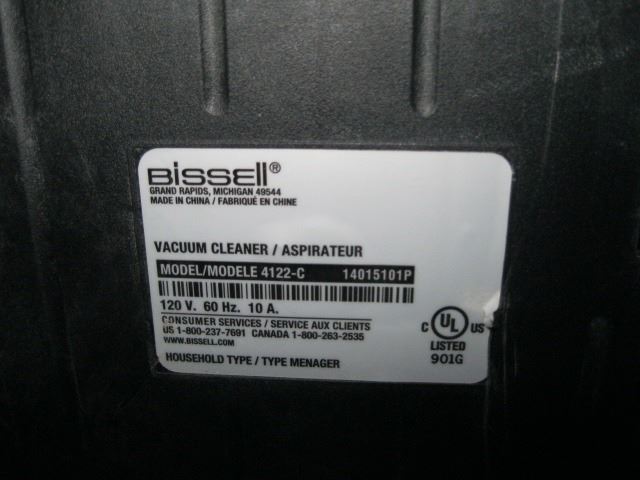 BISSELL®
GRAND RAPIDS, MICHIGAN 49544
MADE IN CHINA / FABRIQUÉ EN CHINE
VACUUM CLEANER / ASPIRATEUR
MODEL/MODELE 4122-C 14015101P
120 V. 60 Hz. 10 A.
CONSUMER SERVICES / SERVICE AUX CLIENTS
US 1-800-237-7691 CANADA 1-800-263-2535
WWW.BISSELL.COM
HOUSEHOLD TYPE / TYPE MENAGER
C UL US
LISTED
901G